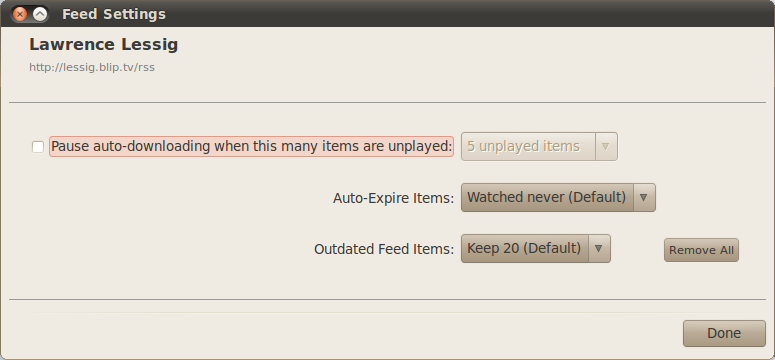 Feed Settings
Lawrence Lessig
http://lessig.blip.tv/rss
Pause auto-downloading when this many items are unplayed: 5 unplayed items
Auto-Expire Items: Watched never (Default)
Outdated Feed Items: Keep 20 (Default) Remove All
Done